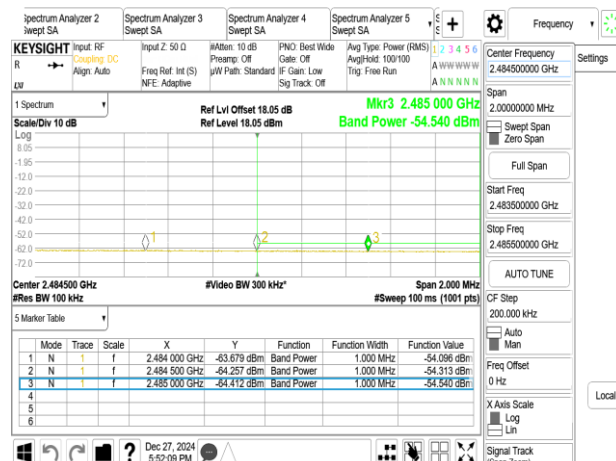 Spectrum Analyzer 2
Swept SA
Spectrum Analyzer 3
Swept SA
Spectrum Analyzer 4
Swept SA
Spectrum Analyzer 5
Swept SA
Frequency
Settings
KEYSIGHT
R
LXI
Input: RF
Coupling: DC
Align: Auto
Input Z: 50 Ω
Freq Ref: Int (S)
NFE: Adaptive
#Atten: 10 dB
Preamp: Off
µW Path: Standard
PNO: Best Wide
Gate: Off
IF Gain: Low
Sig Track: Off
Avg Type: Power (RMS)
Avg|Hold: 100/100
Trig: Free Run
1 2 3 4 5 6
A W W W W W
A N N N N N
1 Spectrum
Scale/Div 10 dB
Ref Lvl Offset 18.05 dB
Ref Level 18.05 dBm
Mkr3 2.485 000 GHz
Band Power -54.540 dBm
Log
8.05
-1.95
-12.0
-22.0
-32.0
-42.0
-52.0
-62.0
-72.0
1
2
3
Center 2.484500 GHz
#Res BW 100 kHz
#Video BW 300 kHz*
Span 2.000 MHz
#Sweep 100 ms (1001 pts)
5 Marker Table
Mode Trace Scale X Y Function Function Width Function Value
1 N 1 f 2.484 000 GHz -63.679 dBm Band Power 1.000 MHz -54.096 dBm
2 N 1 f 2.484 500 GHz -64.257 dBm Band Power 1.000 MHz -54.313 dBm
3 N 1 f 2.485 000 GHz -64.412 dBm Band Power 1.000 MHz -54.540 dBm
4
5
6
Dec 27, 2024
5:52:09 PM
Center Frequency
2.484500000 GHz
Span
2.00000000 MHz
Swept Span
Zero Span
Full Span
Start Freq
2.483500000 GHz
Stop Freq
2.485500000 GHz
AUTO TUNE
CF Step
200.000 kHz
Auto
Man
Freq Offset
0 Hz
X Axis Scale
Log
Lin
Signal Track
Local